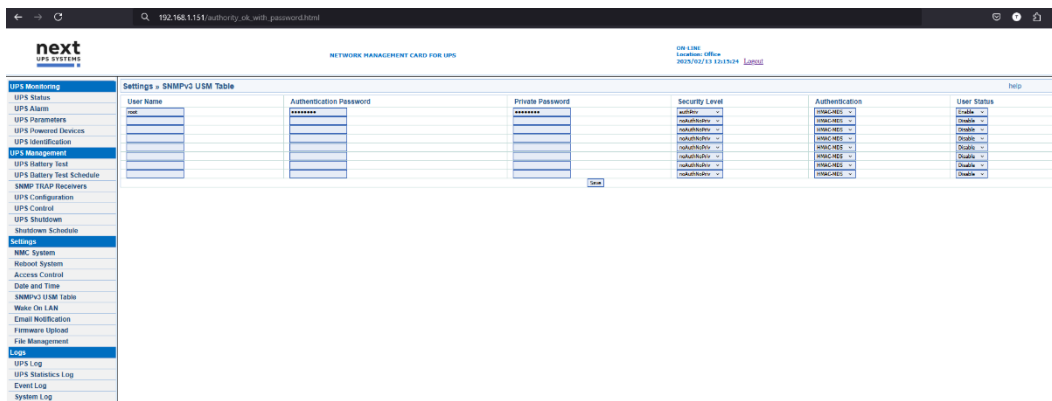 192.168.1.151/authority_ok_with_password.html
next
UPS SYSTEMS
NETWORK MANAGEMENT CARD FOR UPS
ON-LINE
Location: Office
2025/02/13 12:15:24 Logout
UPS Monitoring
UPS Status
UPS Alarm
UPS Parameters
UPS Powered Devices
UPS Identification
UPS Management
UPS Battery Test
UPS Battery Test Schedule
SNMP TRAP Receivers
UPS Configuration
UPS Control
UPS Shutdown
Shutdown Schedule
Settings
NMC System
Reboot System
Access Control
Date and Time
SNMPv3 USM Table
Wake On LAN
Email Notification
Firmware Upload
File Management
Logs
UPS Log
UPS Statistics Log
Event Log
System Log
Settings » SNMPv3 USM Table help
User Name Authentication Password Private Password Security Level Authentication User Status
root •••••••• •••••••• authPriv HMAC-MD5 Enable
noAuthNoPriv HMAC-MD5 Disable
noAuthNoPriv HMAC-MD5 Disable
noAuthNoPriv HMAC-MD5 Disable
noAuthNoPriv HMAC-MD5 Disable
noAuthNoPriv HMAC-MD5 Disable
noAuthNoPriv HMAC-MD5 Disable
noAuthNoPriv HMAC-MD5 Disable
Save